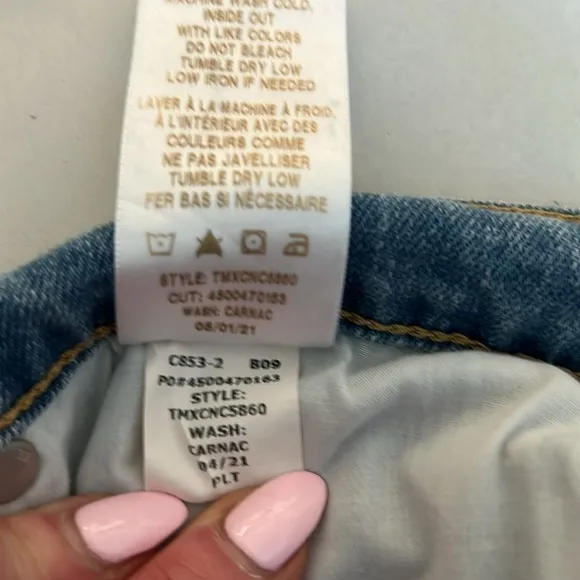 MACHINE WASH COLD,
INSIDE OUT
WITH LIKE COLORS
DO NOT BLEACH
TUMBLE DRY LOW
LOW IRON IF NEEDED
LAVER À LA MACHINE À FROID,
À L'INTÉRIEUR AVEC DES
COULEURS COMME
NE PAS JAVELLISER
TUMBLE DRY LOW
FER BAS SI NÉCESSAIRE
STYLE: TMXCNC5860
CUT: 4500470163
WASH: CARNAC
06/01/21
C853-2 B09
PO#4500470163
STYLE:
TMXCNC5860
WASH:
CARNAC
04/21
PLT